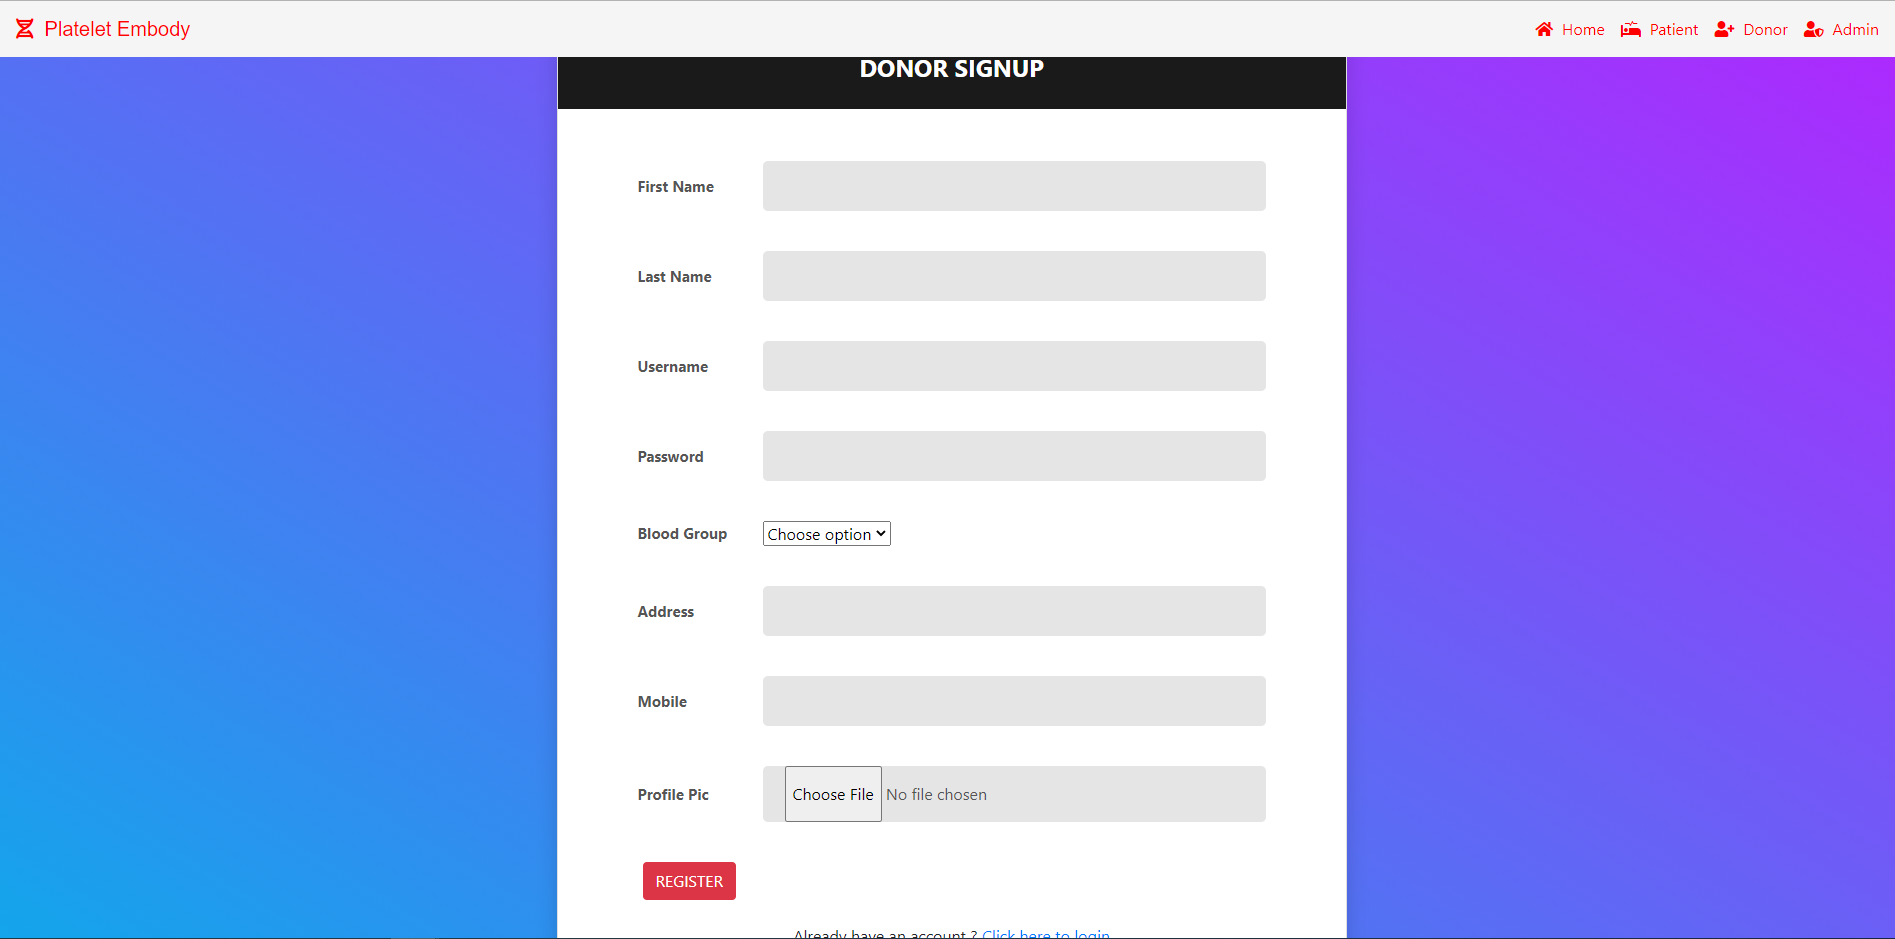 Platelet Embody
Home Patient Donor Admin
DONOR SIGNUP
First Name
Last Name
Username
Password
Blood Group Choose option
Address
Mobile
Profile Pic Choose File No file chosen
REGISTER
Already have an account ? Click here to login